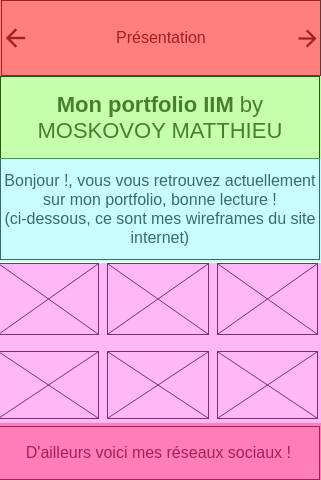 Présentation
Mon portfolio IIM by
MOSKOVOY MATTHIEU
Bonjour !, vous vous retrouvez actuellement
sur mon portfolio, bonne lecture !
(ci-dessous, ce sont mes wireframes du site
internet)
D'ailleurs voici mes réseaux sociaux !